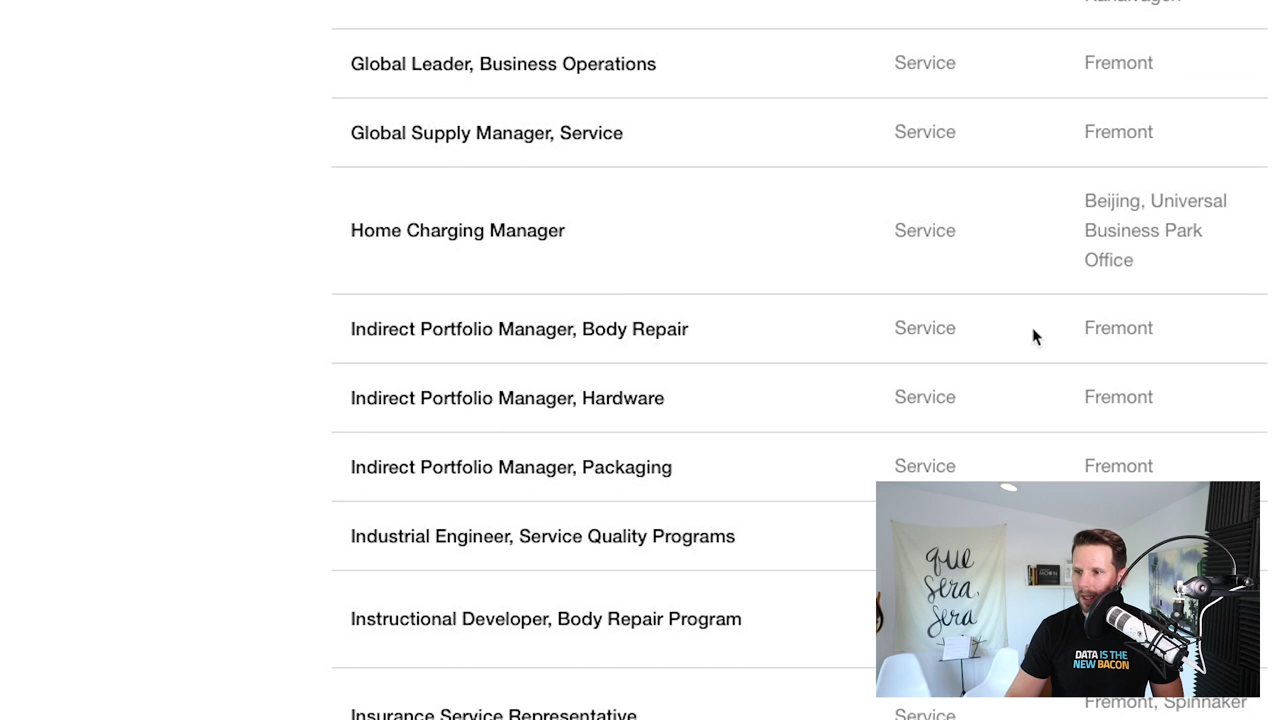 Global Leader, Business Operations Service Fremont
Global Supply Manager, Service Service Fremont
Home Charging Manager Service Beijing, Universal
Business Park
Office
Indirect Portfolio Manager, Body Repair Service Fremont
Indirect Portfolio Manager, Hardware Service Fremont
Indirect Portfolio Manager, Packaging Service Fremont
Industrial Engineer, Service Quality Programs
Instructional Developer, Body Repair Program
Insurance Service Representative Service Fremont, Spinnaker
que
sera,
sera
DATA IS THE
NEW BACON